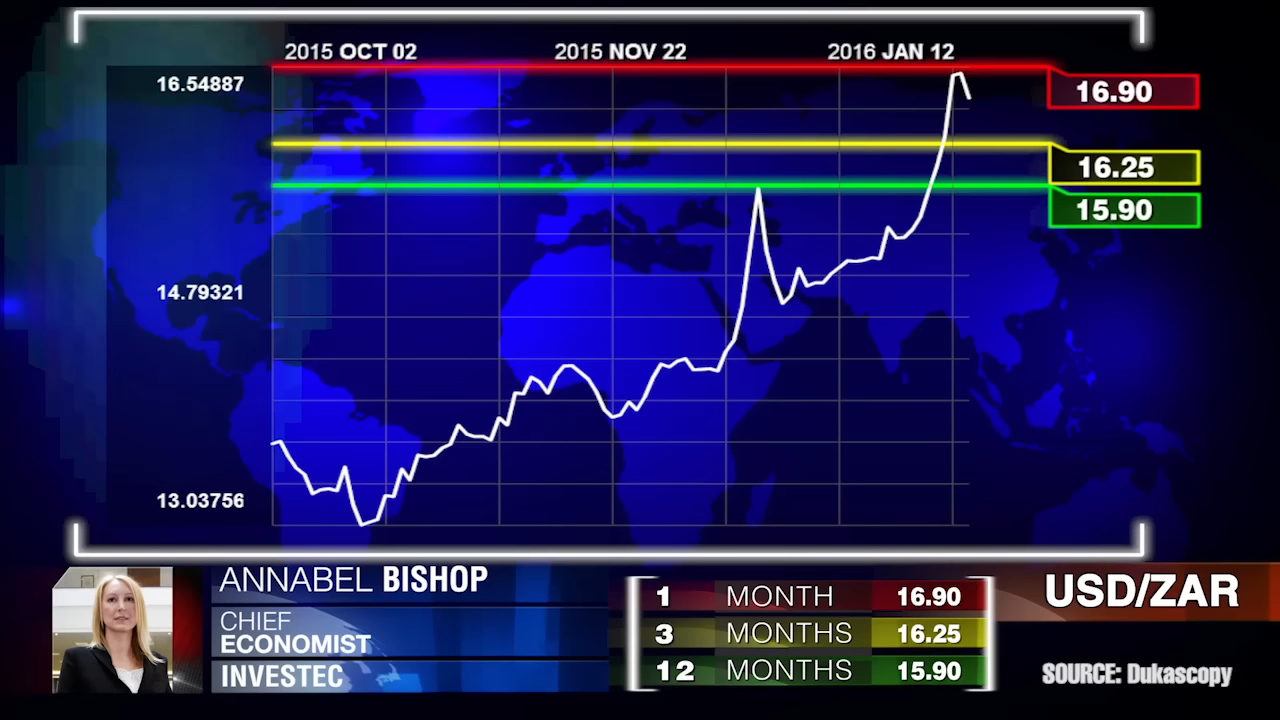 2015 OCT 02
2015 NOV 22
2016 JAN 12
16.54887
14.79321
13.03756
16.90
16.25
15.90
ANNABEL BISHOP
CHIEF
ECONOMIST
INVESTEC
1 MONTH 16.90
3 MONTHS 16.25
12 MONTHS 15.90
USD/ZAR
SOURCE: Dukascopy